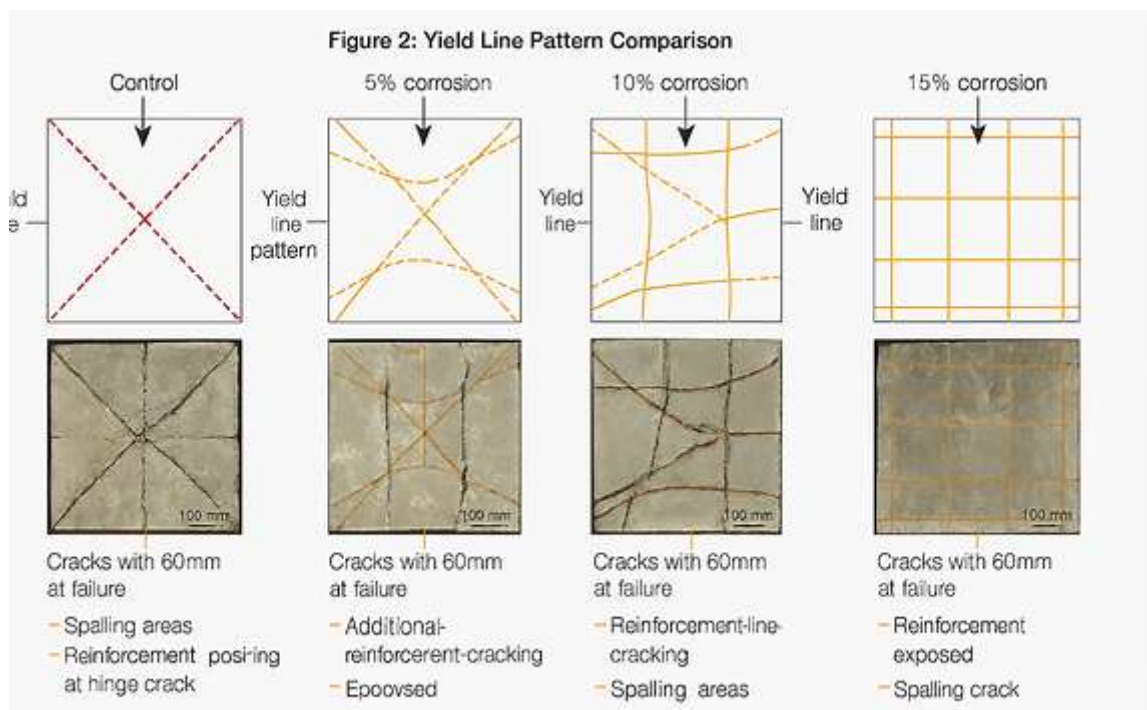 Figure 2: Yield Line Pattern Comparison
Control
5% corrosion
10% corrosion
15% corrosion
ld
e
Yield
line
pattern
Yield
line
Yield
line
100 mm
100 mm
100 mm
100 mm
Cracks with 60mm
at failure
Spalling areas
Reinforcement
at hinge crack
Cracks with 60mm
at failure
Additional-
reinforcerent-cracking
Epoovsed
Cracks with 60mm
at failure
Reinforcement-line-
cracking
Spalling areas
Cracks with 60mm
at failure
Reinforcement
exposed
Spalling crack